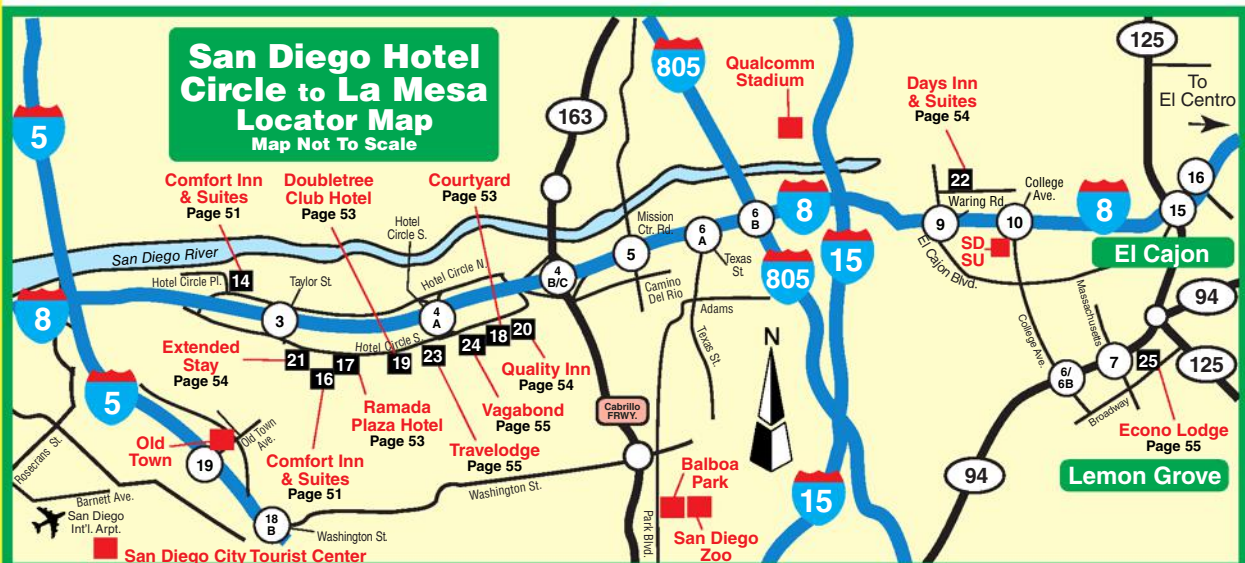 San Diego Hotel
Circle to La Mesa
Locator Map
Map Not To Scale
5
163
805
Qualcomm
Stadium
Days Inn
& Suites
Page 54
125
To
El Centro
Comfort Inn
& Suites
Page 51
Doubletree
Club Hotel
Page 53
Courtyard
Page 53
Hotel
Circle S.
San Diego River
Hotel Circle Pl.
14
Taylor St.
Hotel Circle N.
Mission
Ctr. Rd.
6
B
8
22
Waring Rd.
College
Ave.
8
16
15
9
10
SD
SU
El Cajon Blvd.
El Cajon
8
3
4
A
4
B/C
5
6
A
Texas
St
805
15
Camino
Del Rio
Adams
Texas St.
Hotel Circle S.
21
16
17
19
23
24
18
20
Extended
Stay
Page 54
Ramada
Plaza Hotel
Page 53
Comfort Inn
& Suites
Page 51
Quality Inn
Page 54
Vagabond
Page 55
Travelodge
Page 55
Cabrillo
FRWY.
N
Massachusetts
College Ave.
94
125
6/
6B
7
25
Broadway
Econo Lodge
Page 55
Lemon Grove
94
5
Old
Town
Old Town
Ave.
19
Rosecrans St.
Barnett Ave.
San Diego
Int'l. Arpt.
18
B
Washington St.
Washington St.
San Diego City Tourist Center
Park Blvd.
Balboa
Park
San Diego
Zoo
15